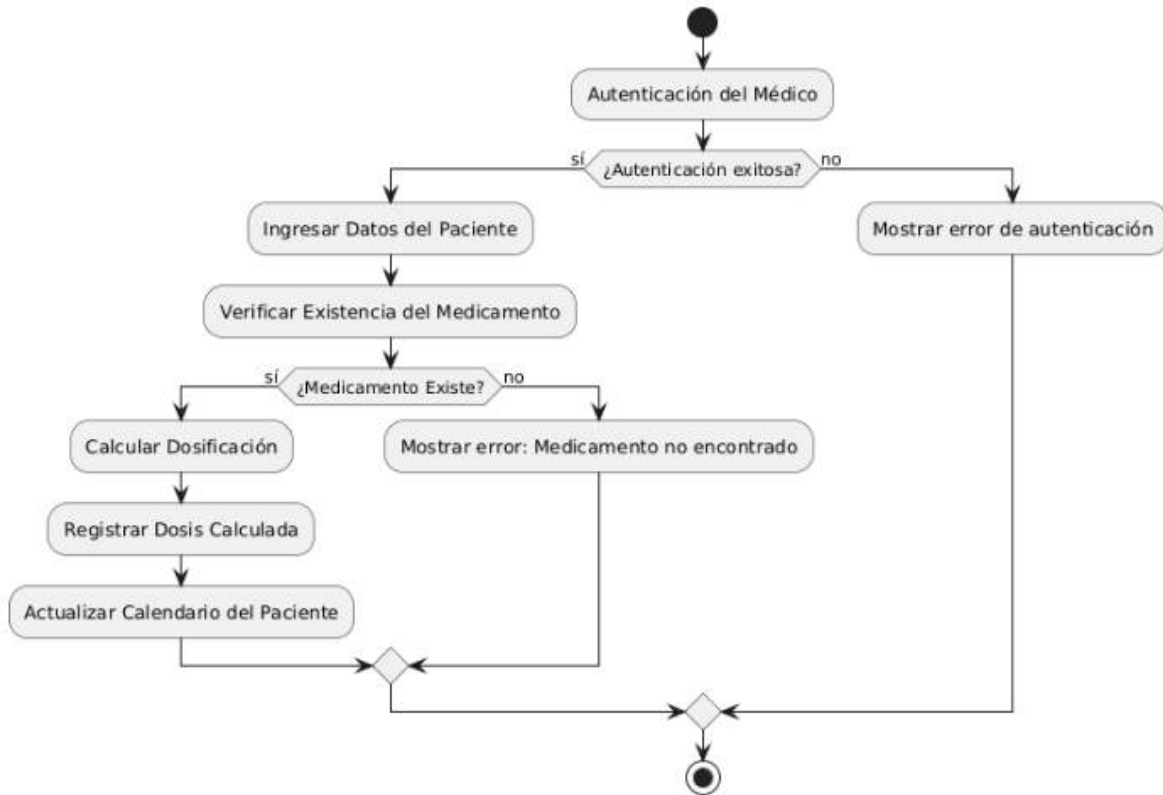 Autenticación del Médico
sí
¿Autenticación exitosa?
no
Ingresar Datos del Paciente
Mostrar error de autenticación
Verificar Existencia del Medicamento
sí
¿Medicamento Existe?
no
Calcular Dosificación
Mostrar error: Medicamento no encontrado
Registrar Dosis Calculada
Actualizar Calendario del Paciente